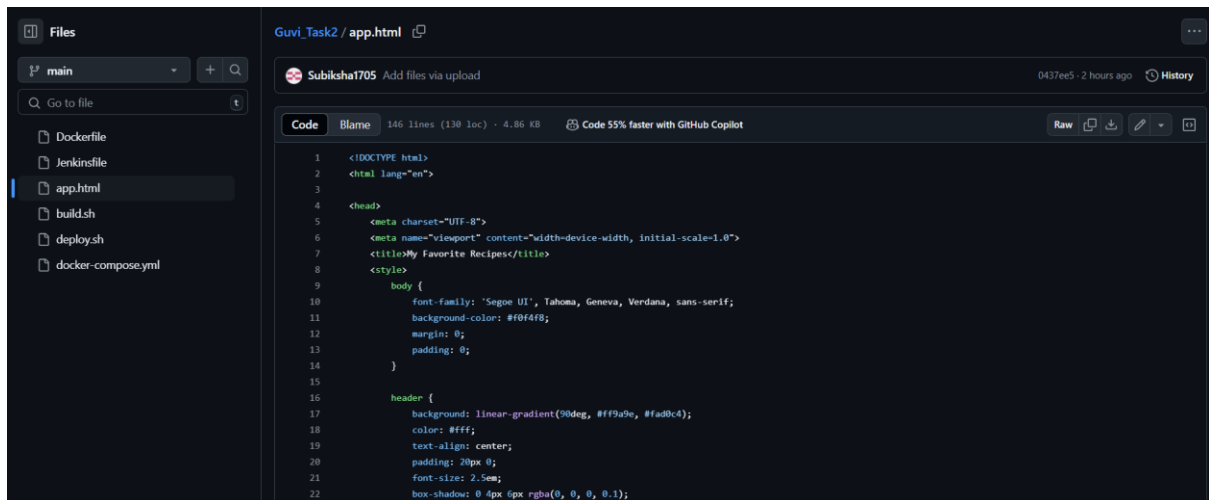 Files
main
Go to file
t
Dockerfile
Jenkinsfile
app.html
build.sh
deploy.sh
docker-compose.yml
Guvi_Task2 / app.html
Subiksha1705 Add files via upload
0437ee5 · 2 hours ago History
Code Blame 146 lines (130 loc) · 4.86 KB Code 55% faster with GitHub Copilot
Raw
1 <!DOCTYPE html>
2 <html lang="en">
3
4 <head>
5 <meta charset="UTF-8">
6 <meta name="viewport" content="width=device-width, initial-scale=1.0">
7 <title>My Favorite Recipes</title>
8 <style>
9 body {
10 font-family: 'Segoe UI', Tahoma, Geneva, Verdana, sans-serif;
11 background-color: #f0f4f8;
12 margin: 0;
13 padding: 0;
14 }
15
16 header {
17 background: linear-gradient(90deg, #ff9a9e, #fad0c4);
18 color: #fff;
19 text-align: center;
20 padding: 20px 0;
21 font-size: 2.5em;
22 box-shadow: 0 4px 6px rgba(0, 0, 0, 0.1);